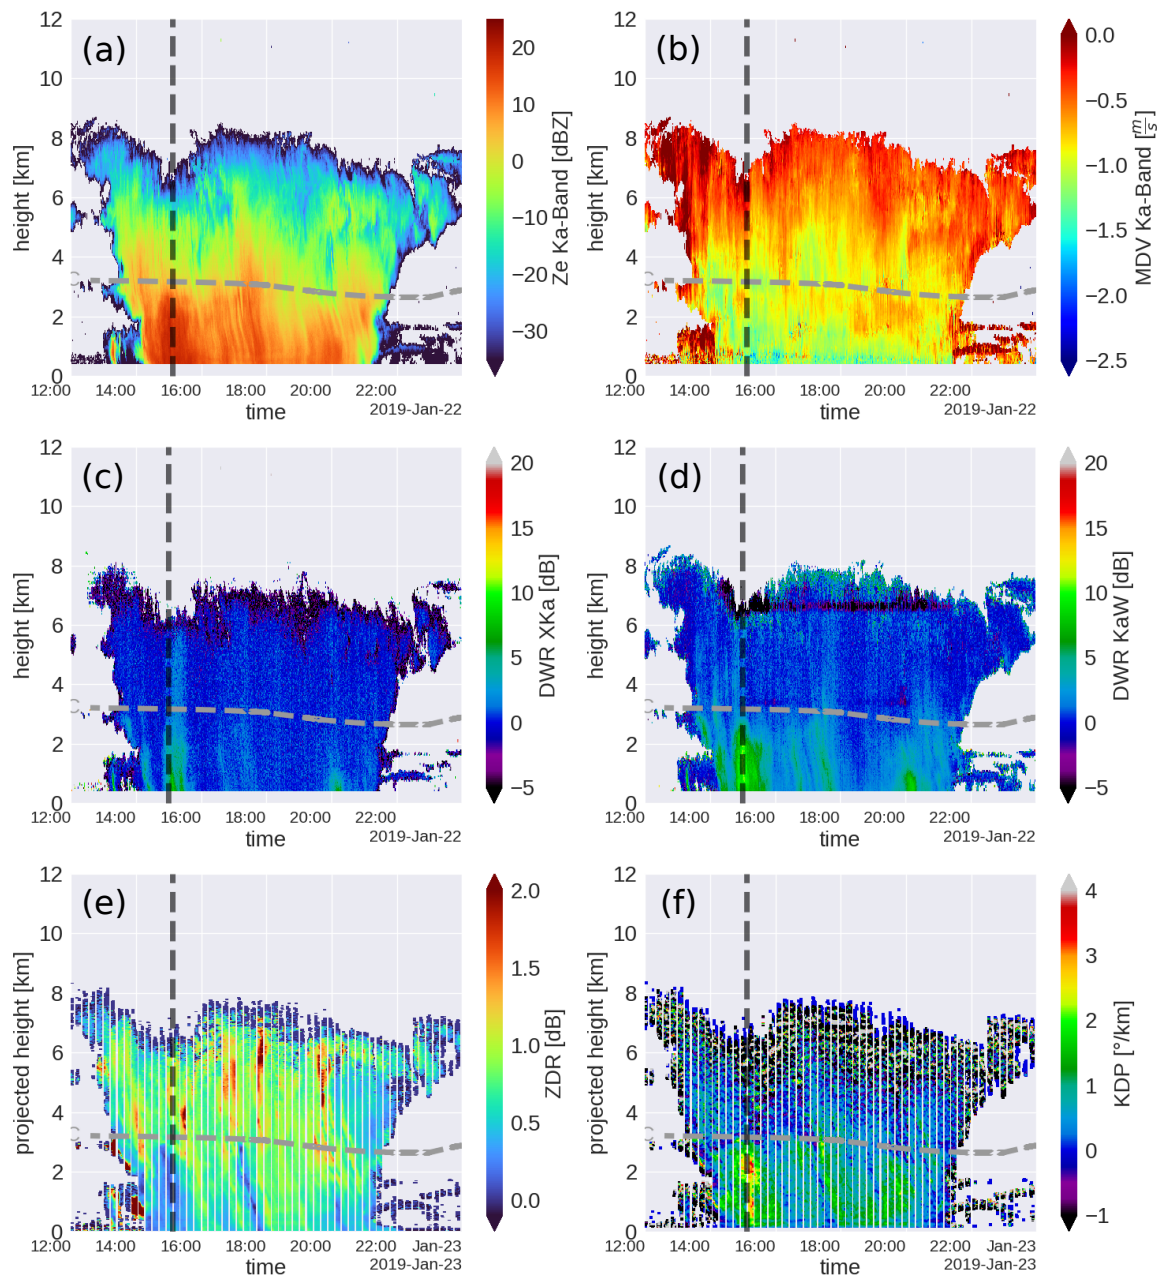 (a)
12
10
8
6
4
2
0
height [km]
12:00 14:00 16:00 18:00 20:00 22:00
2019-Jan-22
time
20
10
0
−10
−20
−30
Ze Ka-Band [dBZ]
(b)
12
10
8
6
4
2
0
height [km]
12:00 14:00 16:00 18:00 20:00 22:00
2019-Jan-22
time
0.0
−0.5
−1.0
−1.5
−2.0
−2.5
MDV Ka-Band [m/s]
(c)
12
10
8
6
4
2
0
height [km]
12:00 14:00 16:00 18:00 20:00 22:00
2019-Jan-22
time
20
15
10
5
0
−5
DWR XKa [dB]
(d)
12
10
8
6
4
2
0
height [km]
12:00 14:00 16:00 18:00 20:00 22:00
2019-Jan-22
time
20
15
10
5
0
−5
DWR KaW [dB]
(e)
12
10
8
6
4
2
0
projected height [km]
12:00 14:00 16:00 18:00 20:00 22:00 Jan-23
2019-Jan-23
time
2.0
1.5
1.0
0.5
0.0
ZDR [dB]
(f)
12
10
8
6
4
2
0
projected height [km]
12:00 14:00 16:00 18:00 20:00 22:00 Jan-23
2019-Jan-23
time
4
3
2
1
0
−1
KDP [°/km]